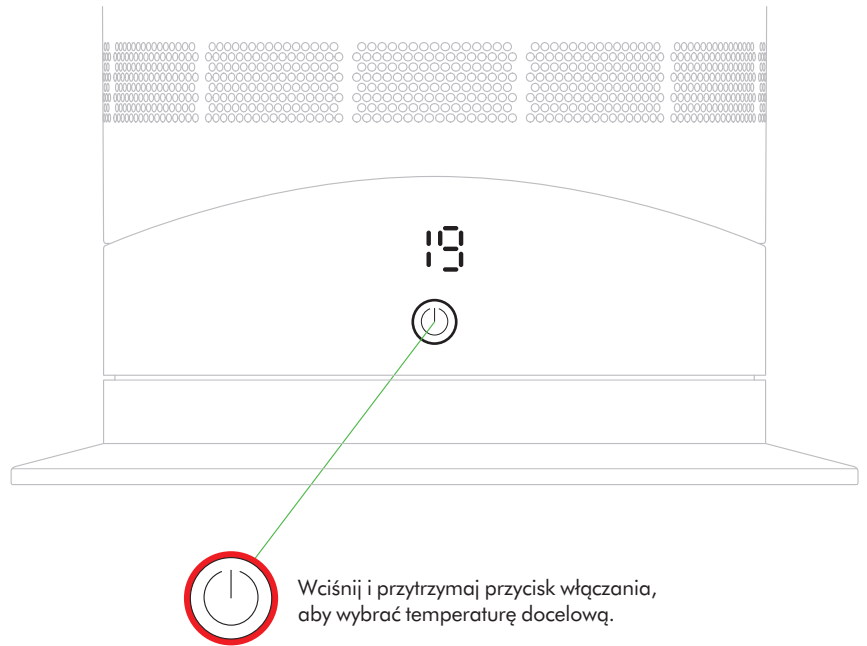 19
Wciśnij i przytrzymaj przycisk włączania,
aby wybrać temperaturę docelową.